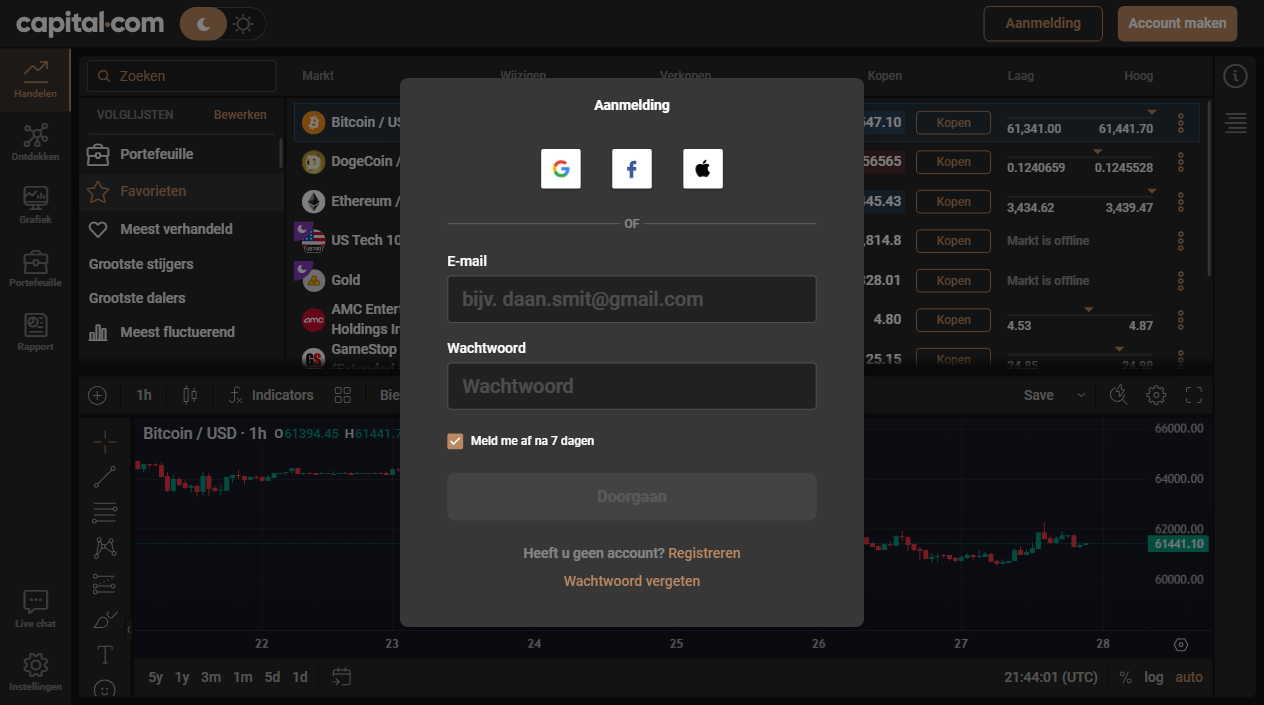 capital.com
Aanmelding
Account maken
Handelen
Ontdekken
Grafiek
Portefeuille
Rapport
Live chat
Instellingen
Zoeken
VOLGLIJSTEN Bewerken
Portefeuille
Favorieten
Meest verhandeld
Grootste stijgers
Grootste dalers
Meest fluctuerend
Markt Wijzigen Verkopen Kopen Laag Hoog
Bitcoin / US 547.10 Kopen 61,341.00 61,441.70
DogeCoin / 56565 Kopen 0.1240659 0.1245528
Ethereum / 445.43 Kopen 3,434.62 3,439.47
US Tech 10 ,814.8 Kopen Markt is offline
Gold 328.01 Kopen Markt is offline
AMC Enter
Holdings In 4.80 Kopen 4.53 4.87
GameStop
(Extended 25.15 Kopen 24.85 24.98
Aanmelding
OF
E-mail
bijv. daan.smit@gmail.com
Wachtwoord
Wachtwoord
Meld me af na 7 dagen
Doorgaan
Heeft u geen account? Registreren
Wachtwoord vergeten
1h Indicators Bie Save
Bitcoin / USD · 1h O61394.45 H61441.7
66000.00
64000.00
62000.00
61441.10
60000.00
22 23 24 25 26 27 28
5y 1y 3m 1m 5d 1d 21:44:01 (UTC) % log auto